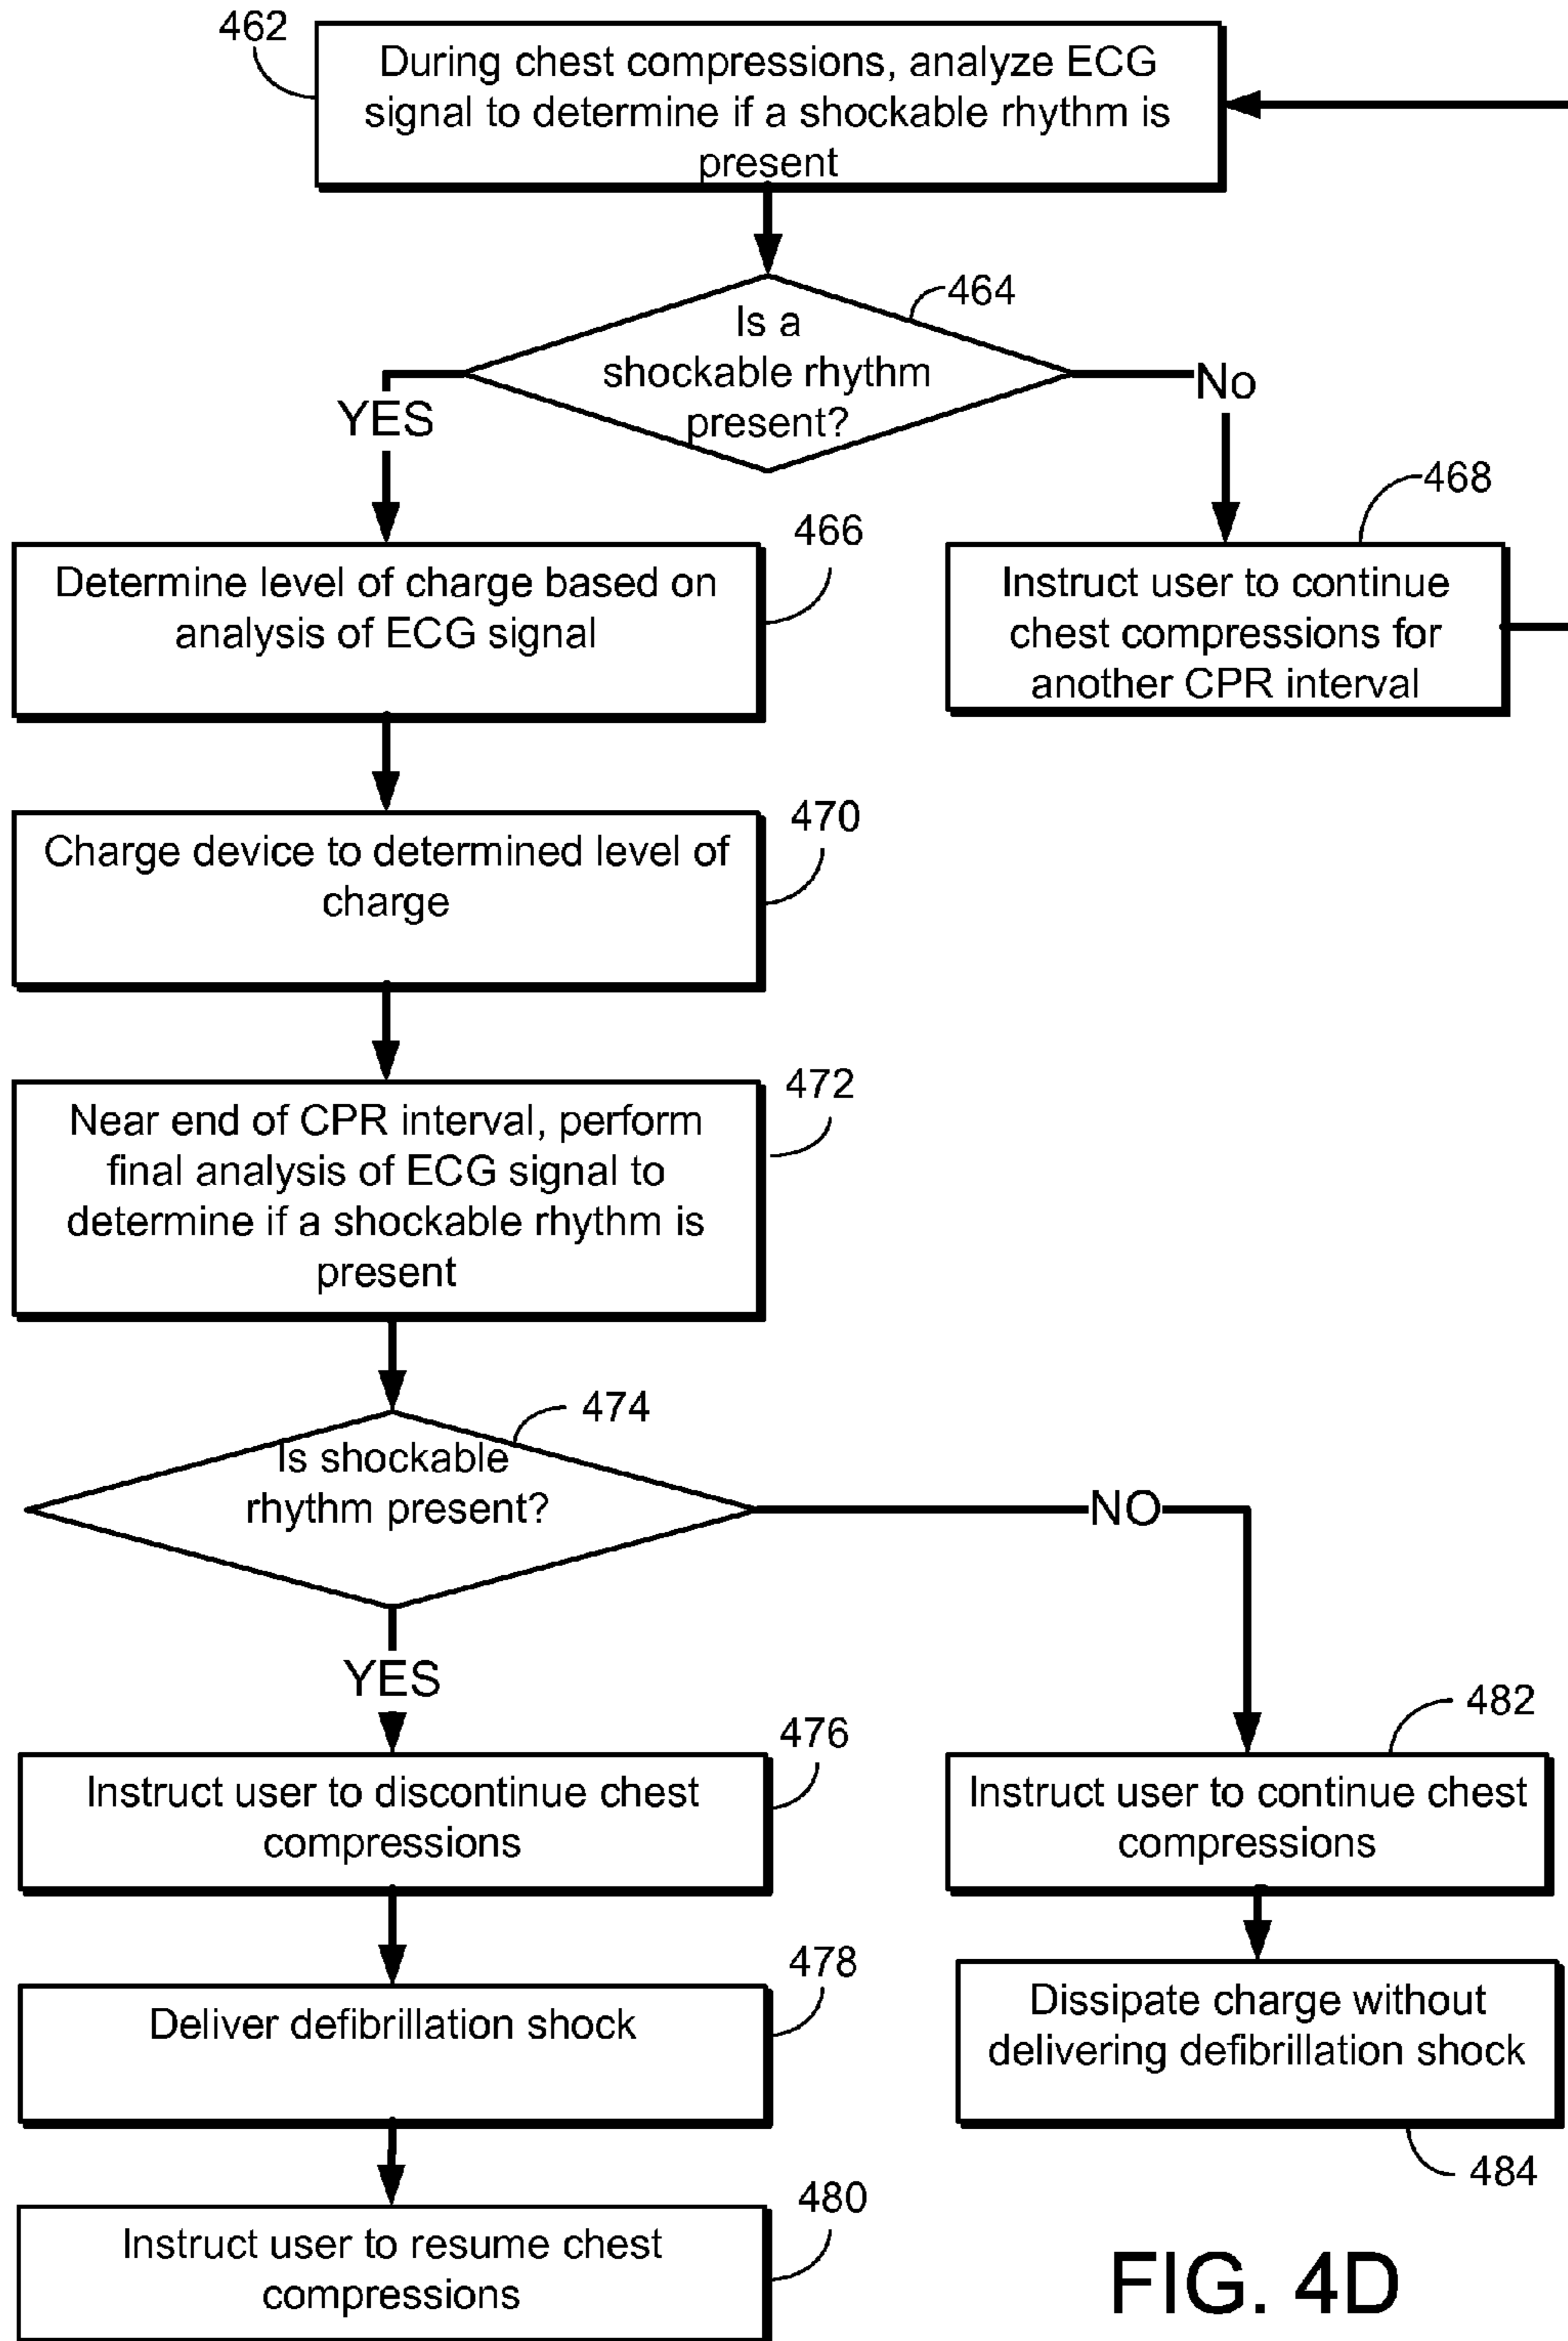 462
During chest compressions, analyze ECG
signal to determine if a shockable rhythm is
present
464
Is a
shockable rhythm
present?
YES
No
466
Determine level of charge based on
analysis of ECG signal
468
Instruct user to continue
chest compressions for
another CPR interval
470
Charge device to determined level of
charge
472
Near end of CPR interval, perform
final analysis of ECG signal to
determine if a shockable rhythm is
present
474
Is shockable
rhythm present?
NO
YES
476
Instruct user to discontinue chest
compressions
482
Instruct user to continue chest
compressions
478
Deliver defibrillation shock
Dissipate charge without
delivering defibrillation shock
484
480
Instruct user to resume chest
compressions
FIG. 4D